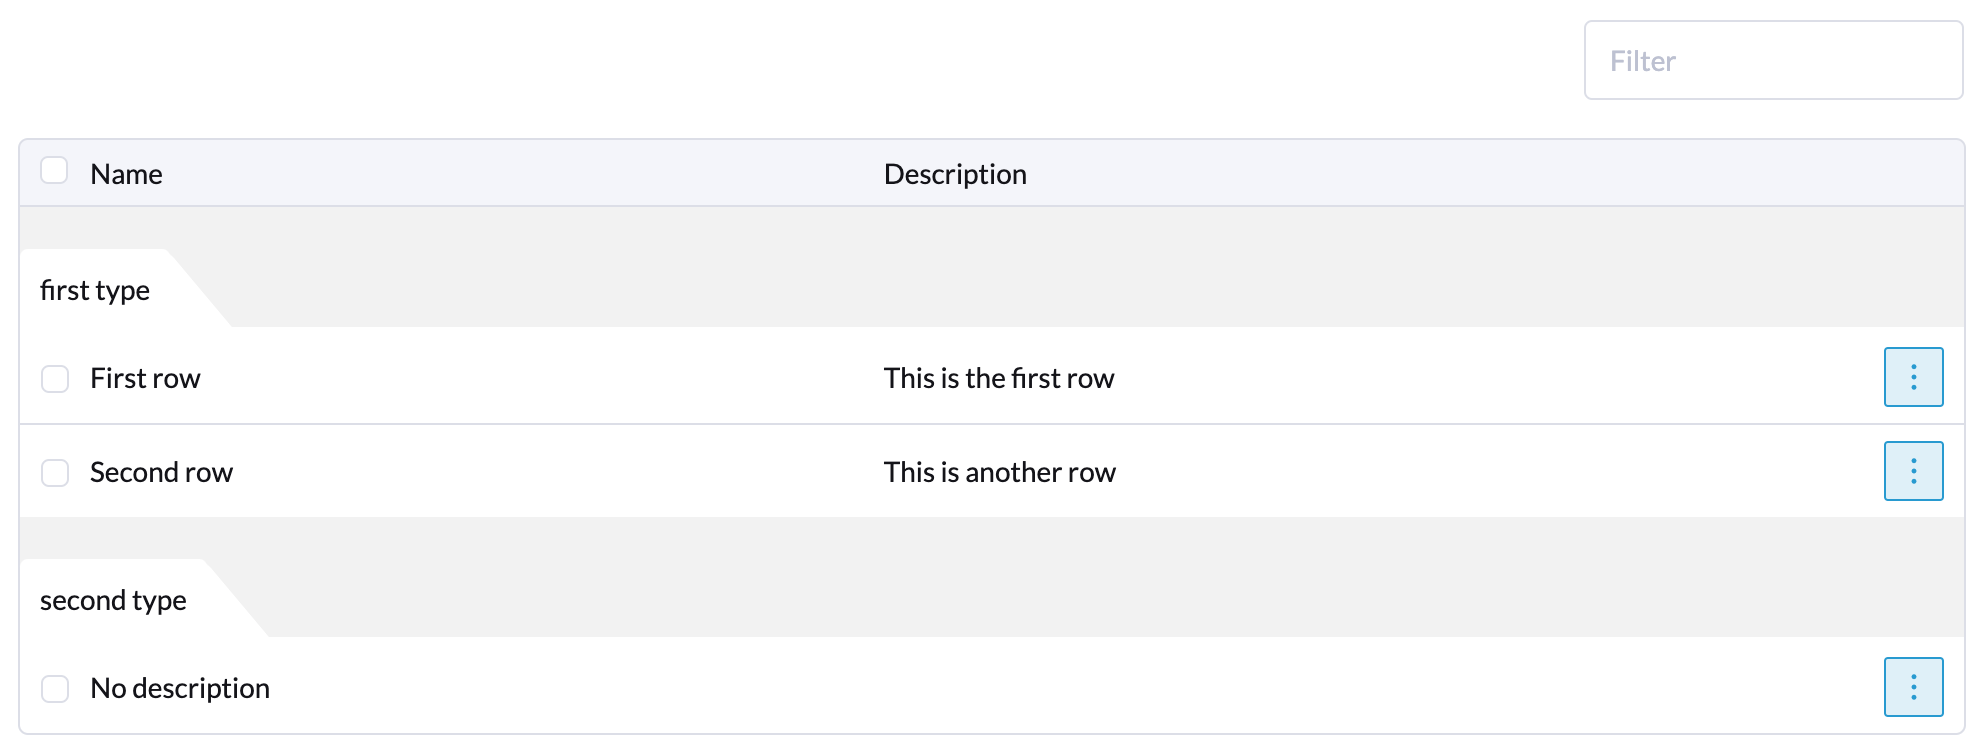 Filter
Name Description
first type
First row This is the first row
Second row This is another row
second type
No description